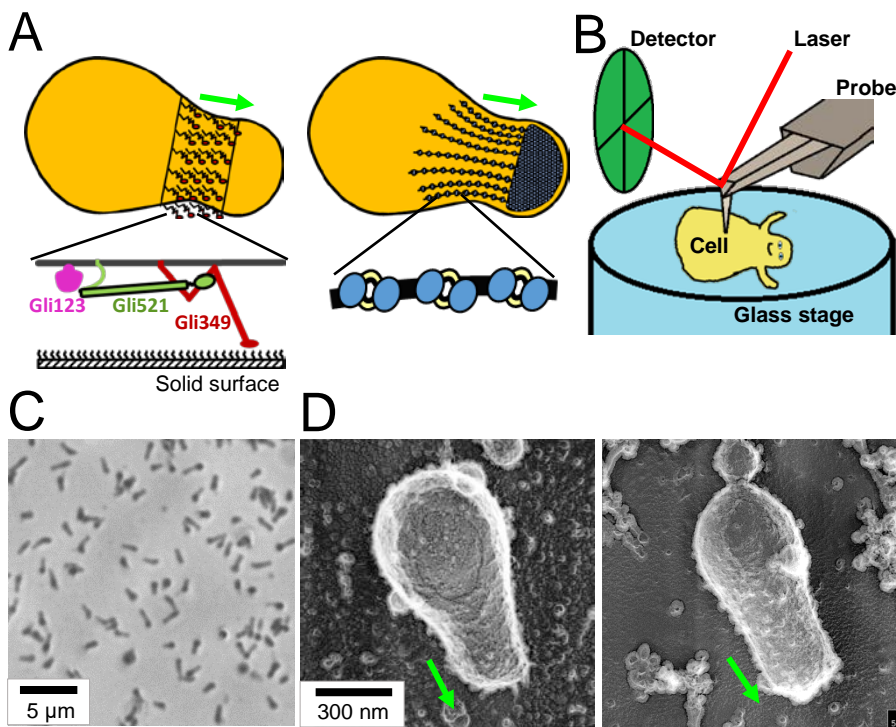 A
B
Detector
Laser
Probe
Cell
Glass stage
Gli123
Gli521
Gli349
Solid surface
C
D
5 µm
300 nm